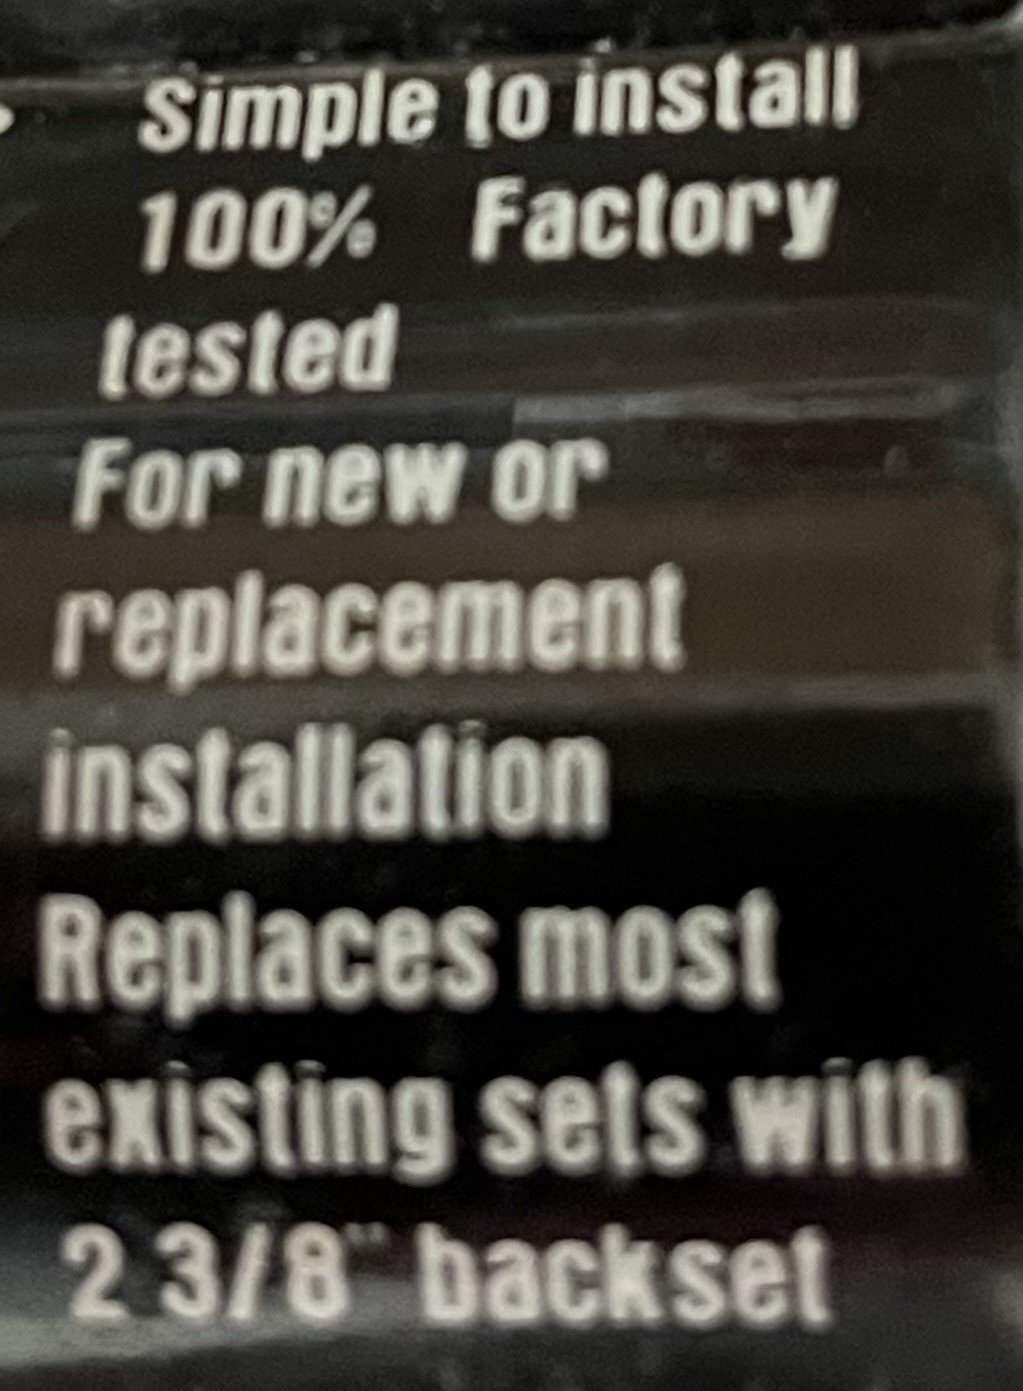 Simple to install
100% Factory
tested
For new or
replacement
installation
Replaces most
existing sets with
2 3/8" backset